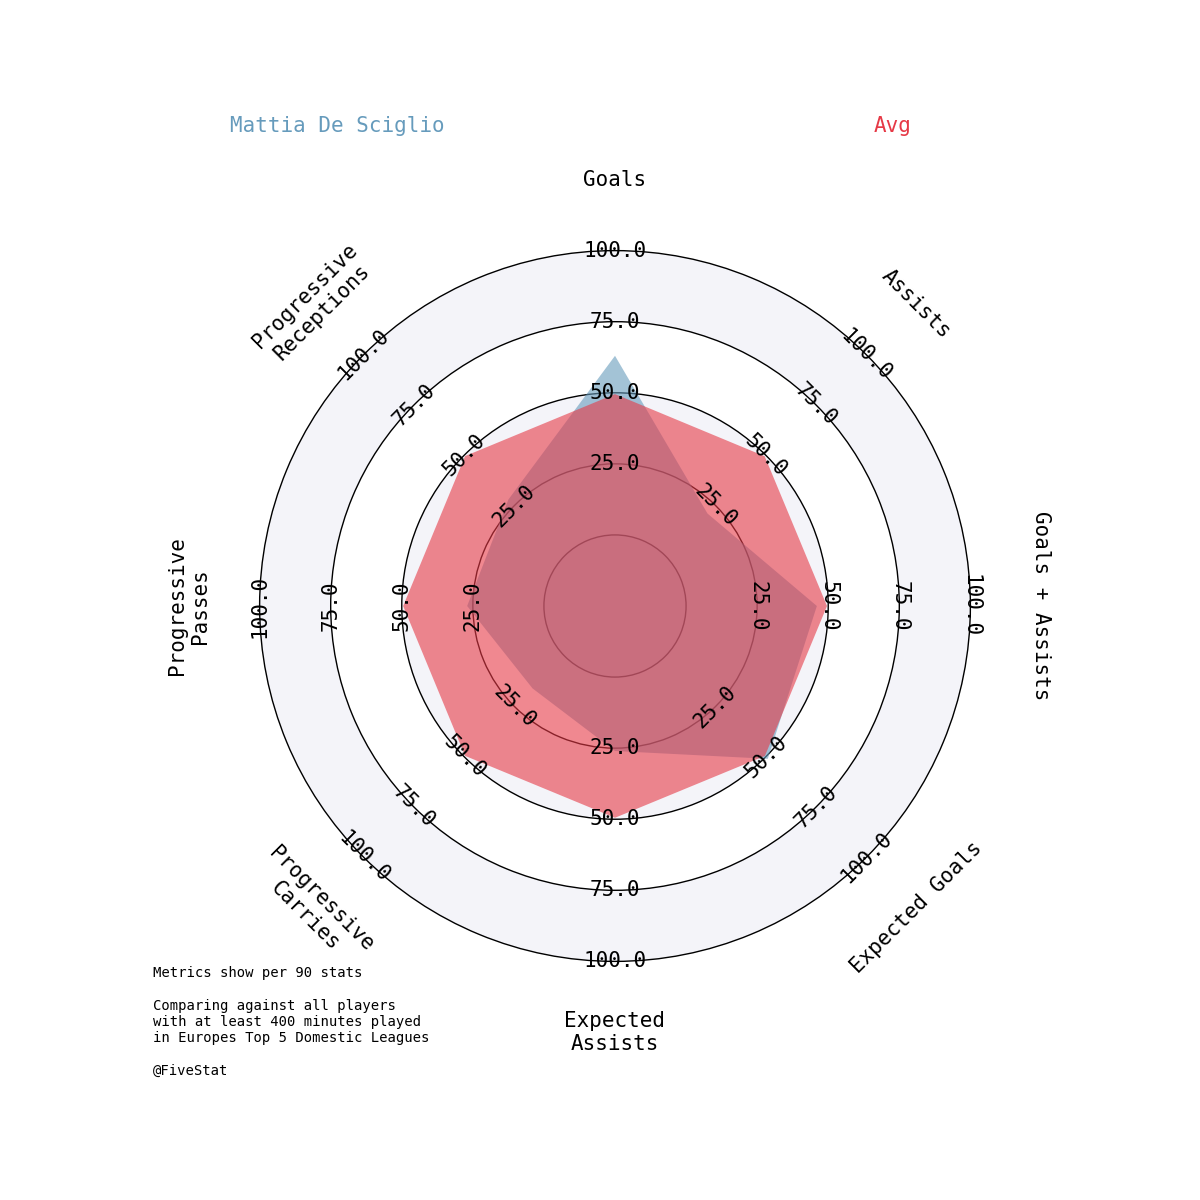 Mattia De Sciglio
Avg
Goals
Assists
Goals + Assists
Expected Goals
Expected
Assists
Progressive
Carries
Progressive
Passes
Progressive
Receptions
100.0
75.0
50.0
25.0
100.0
75.0
50.0
25.0
100.0
75.0
50.0
25.0
100.0
75.0
50.0
25.0
100.0
75.0
50.0
25.0
100.0
75.0
50.0
25.0
100.0
75.0
50.0
25.0
100.0
75.0
50.0
25.0
Metrics show per 90 stats
Comparing against all players
with at least 400 minutes played
in Europes Top 5 Domestic Leagues
@FiveStat